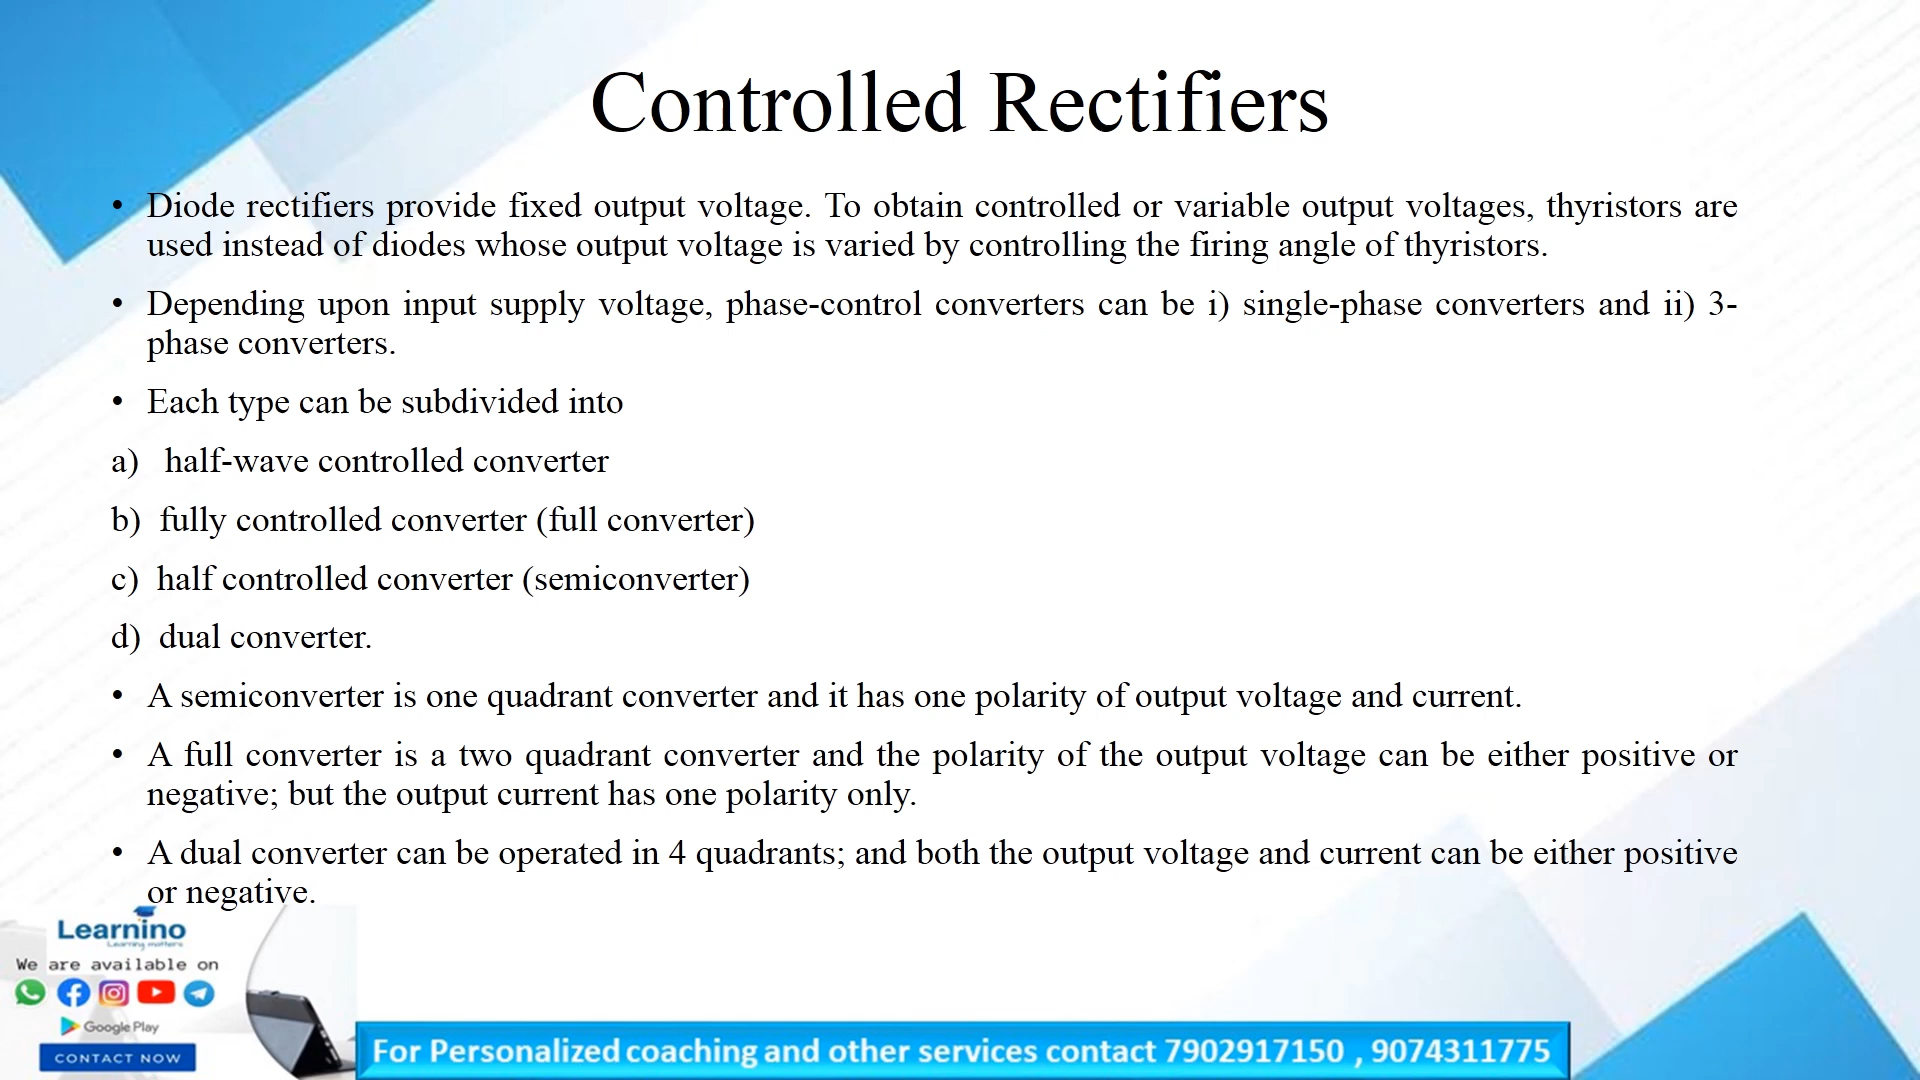 Controlled Rectifiers
• Diode rectifiers provide fixed output voltage. To obtain controlled or variable output voltages, thyristors are
used instead of diodes whose output voltage is varied by controlling the firing angle of thyristors.
• Depending upon input supply voltage, phase-control converters can be i) single-phase converters and ii) 3-
phase converters.
• Each type can be subdivided into
a) half-wave controlled converter
b) fully controlled converter (full converter)
c) half controlled converter (semiconverter)
d) dual converter.
• A semiconverter is one quadrant converter and it has one polarity of output voltage and current.
• A full converter is a two quadrant converter and the polarity of the output voltage can be either positive or
negative; but the output current has one polarity only.
• A dual converter can be operated in 4 quadrants; and both the output voltage and current can be either positive
or negative.
Learnino
Learning matters
We are available on
Google Play
CONTACT NOW
For Personalized coaching and other services contact 7902917150 , 9074311775